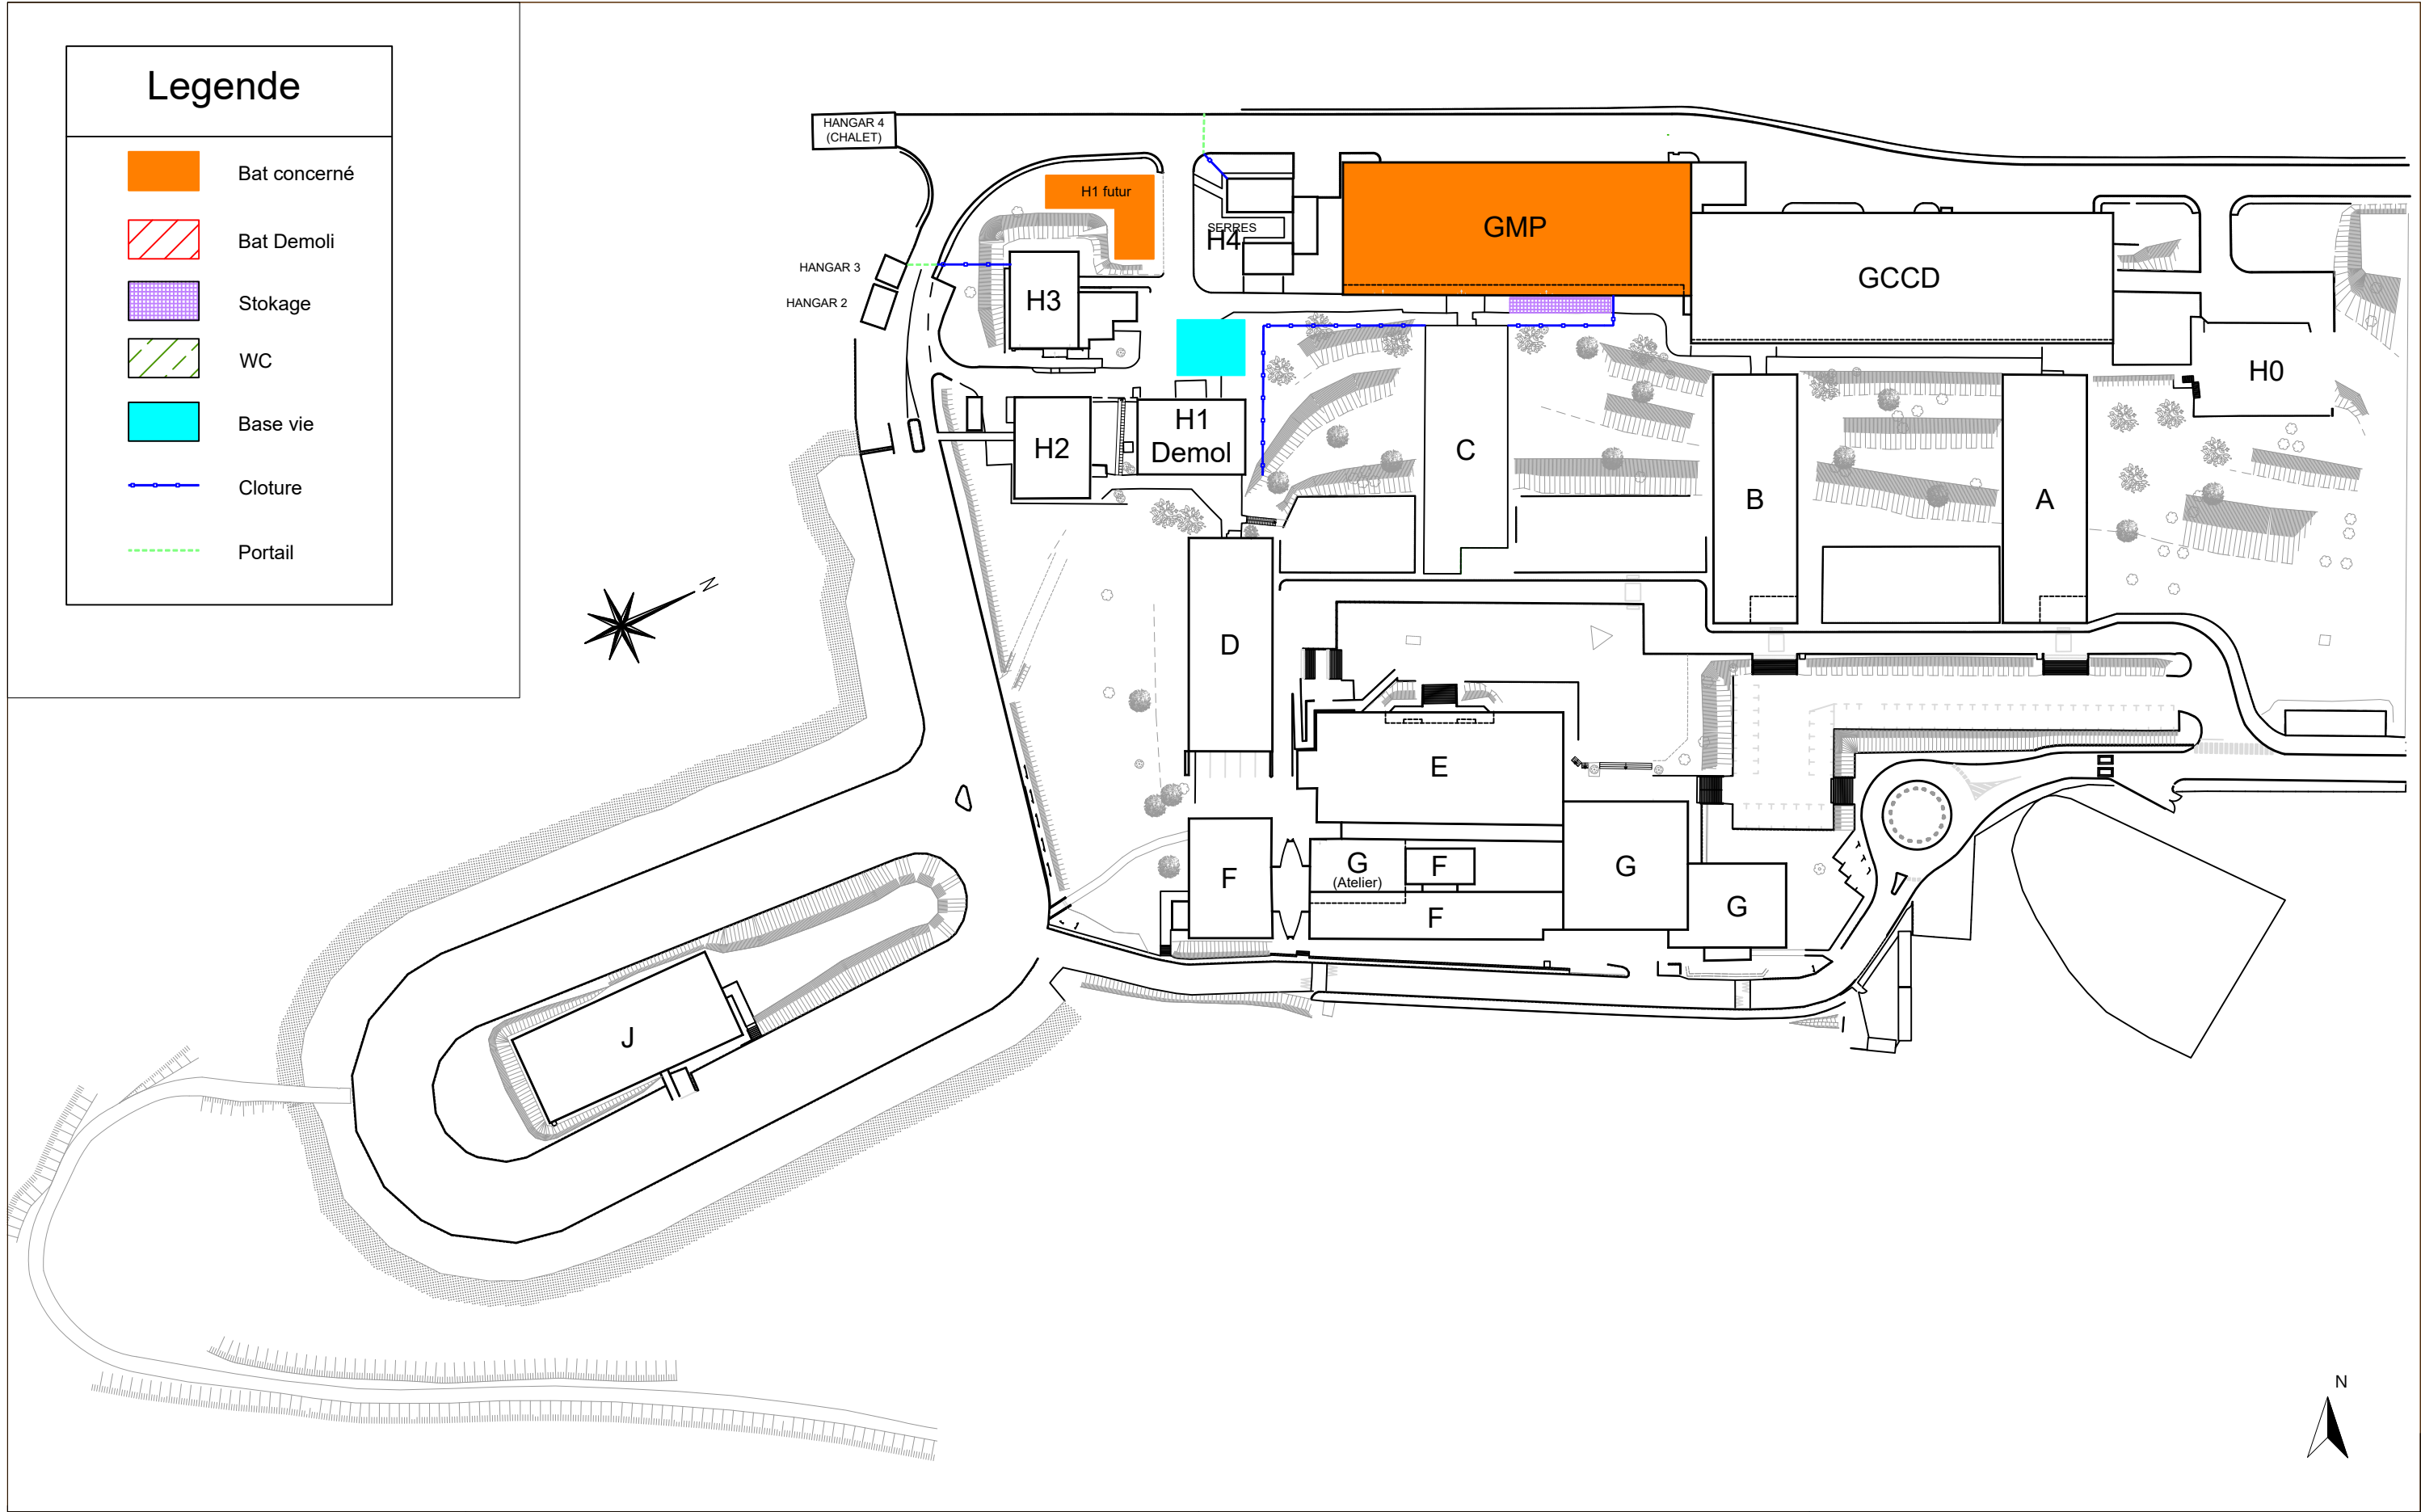 Legende
Bat concerné
Bat Demoli
Stokage
WC
Base vie
Cloture
Portail
HANGAR 4
(CHALET)
H1 futur
SERRES
H4
GMP
GCCD
HANGAR 3
HANGAR 2
H3
H0
H1
Demol
H2
C
B
A
N
D
E
G
(Atelier)
F
F
F
G
G
J
N